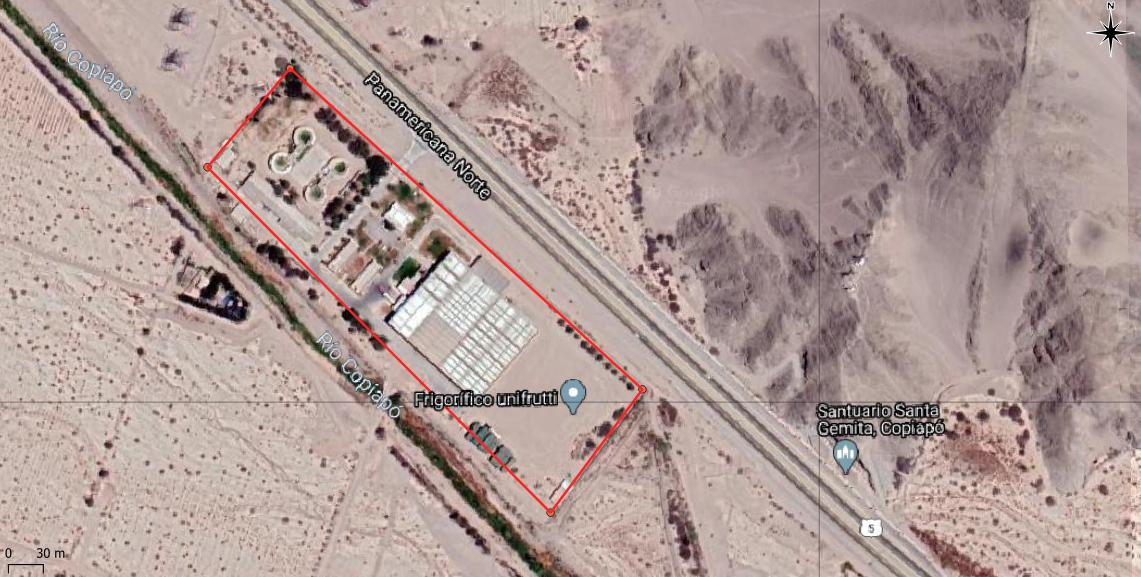 N
Río Copiapó
Panamericana Norte
Río Copiapó
Frigorífico unifrutti
Santuario Santa
Gemita, Copiapó
5
0 30 m